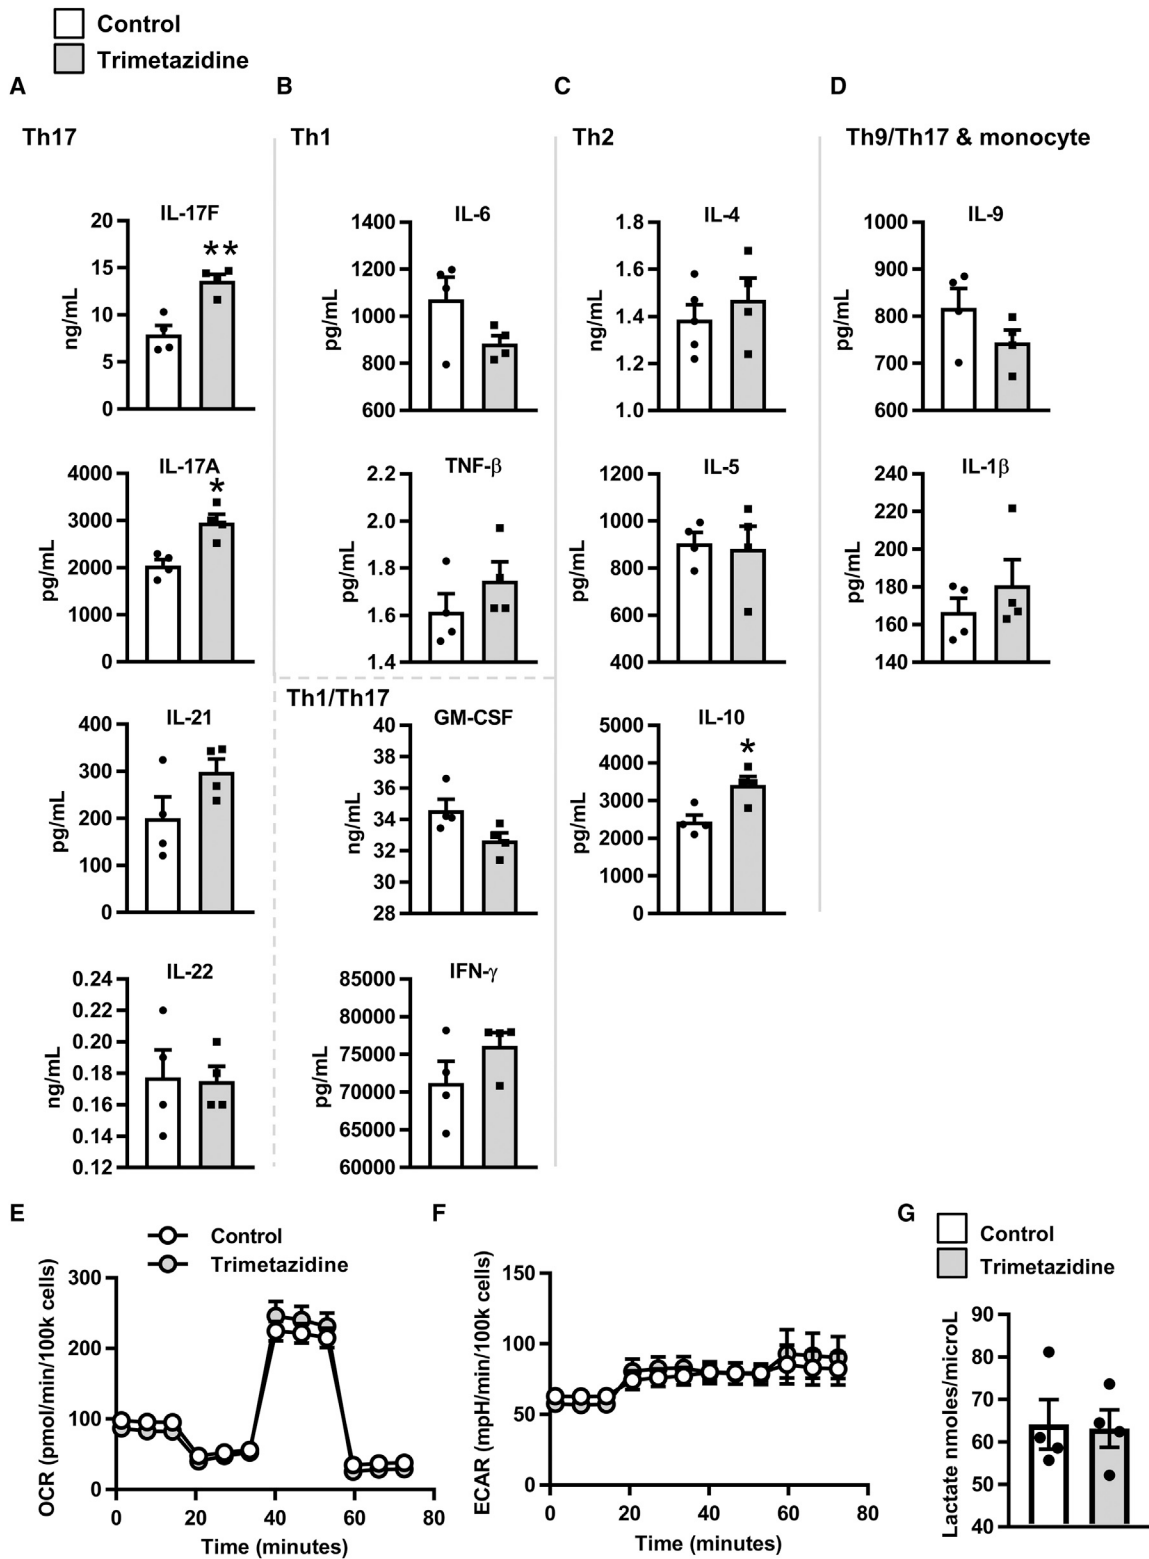 Control
Trimetazidine
A
B
C
D
Th17
Th1
Th2
Th9/Th17 & monocyte
IL-17F
ng/mL
20
15
10
5
0
**
IL-6
pg/mL
1400
1200
1000
800
600
IL-4
ng/mL
1.8
1.6
1.4
1.2
1.0
IL-9
pg/mL
1000
900
800
700
600
IL-17A
pg/mL
4000
3000
2000
1000
0
*
TNF-β
pg/mL
2.2
2.0
1.8
1.6
1.4
IL-5
pg/mL
1200
1000
800
600
400
IL-1β
pg/mL
240
220
200
180
160
140
Th1/Th17
IL-21
pg/mL
400
300
200
100
0
GM-CSF
ng/mL
40
38
36
34
32
30
28
IL-10
pg/mL
5000
4000
3000
2000
1000
0
*
IL-22
ng/mL
0.24
0.22
0.20
0.18
0.16
0.14
0.12
IFN-γ
pg/mL
85000
80000
75000
70000
65000
60000
E
Control
Trimetazidine
OCR (pmol/min/100k cells)
300
200
100
0
0 20 40 60 80
Time (minutes)
F
ECAR (mpH/min/100k cells)
150
100
50
0
0 20 40 60 80
Time (minutes)
G
Control
Trimetazidine
Lactate nmoles/microL
90
80
70
60
50
40